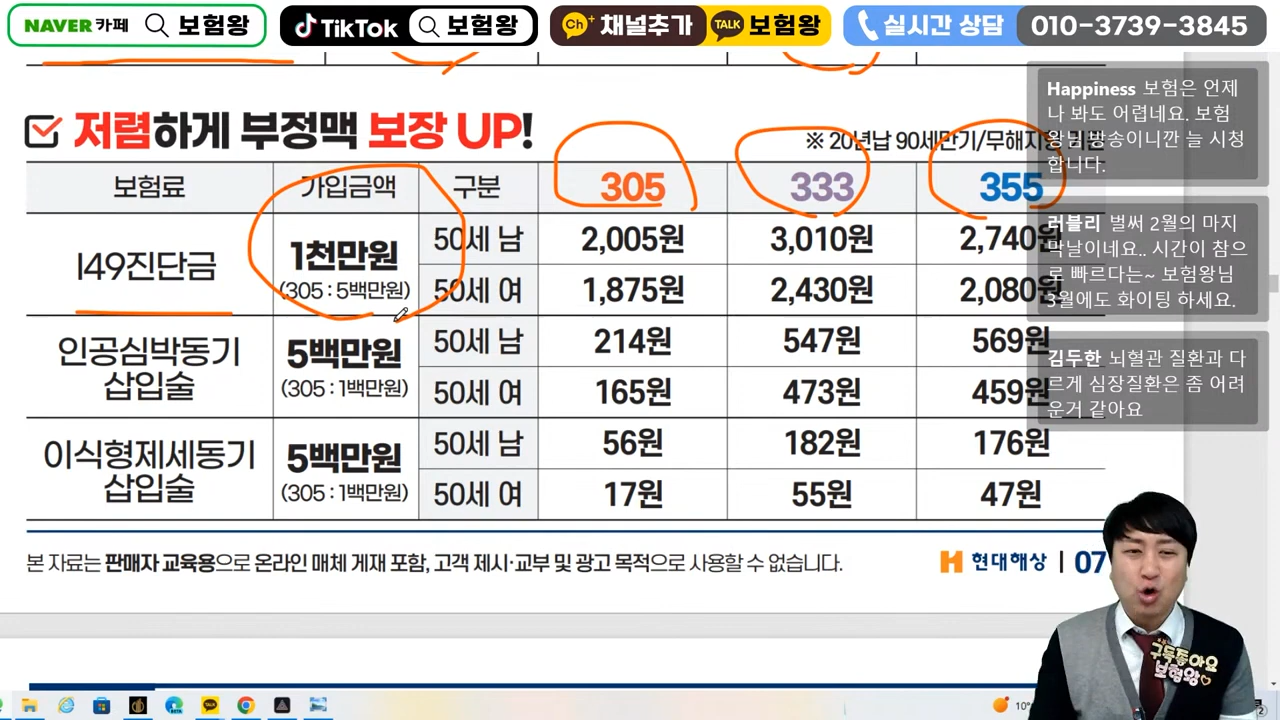 NAVER 카페 보험왕
TikTok 보험왕
Ch+ 채널추가 TALK 보험왕
실시간 상담 010-3739-3845
저렴하게 부정맥 보장 UP!
※ 20년납 90세만기/무해지형
보험료 가입금액 구분 305 333 355
I49진단금 1천만원 (305 : 5백만원)
50세 남 2,005원 3,010원 2,740원
50세 여 1,875원 2,430원 2,080원
인공심박동기
삽입술
5백만원
(305 : 1백만원)
50세 남 214원 547원 569원
50세 여 165원 473원 459원
이식형제세동기
삽입술
5백만원
(305 : 1백만원)
50세 남 56원 182원 176원
50세 여 17원 55원 47원
본 자료는 판매자 교육용으로 온라인 매체 게재 포함, 고객 제시·교부 및 광고 목적으로 사용할 수 없습니다.
현대해상 | 07
Happiness 보험은 언제
나 봐도 어렵네요. 보험
왕님 방송이니깐 늘 시청
합니다.
러블리 벌써 2월의 마지
막날이네요.. 시간이 참으
로 빠르다는~ 보험왕님
3월에도 화이팅 하세요.
김두한 뇌혈관 질환과 다
르게 심장질환은 좀 어려
운거 같아요
구독좋아요
보험왕♡
10°